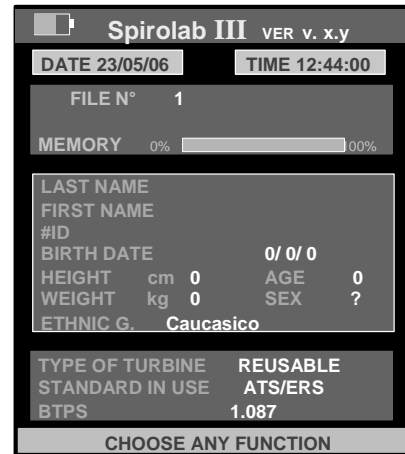 Spirolab III VER v. x.y
DATE 23/05/06 TIME 12:44:00
FILE N° 1
MEMORY 0% 100%
LAST NAME
FIRST NAME
#ID
BIRTH DATE 0/ 0/ 0
HEIGHT cm 0 AGE 0
WEIGHT kg 0 SEX ?
ETHNIC G. Caucasico
TYPE OF TURBINE REUSABLE
STANDARD IN USE ATS/ERS
BTPS 1.087
CHOOSE ANY FUNCTION